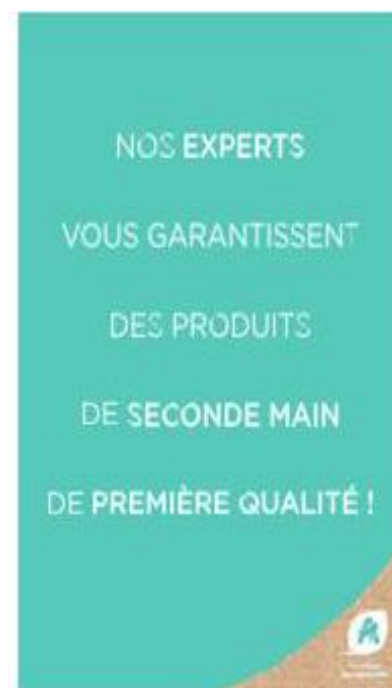 NOS EXPERTS
VOUS GARANTISSENT
DES PRODUITS
DE SECONDE MAIN
DE PREMIÈRE QUALITÉ !